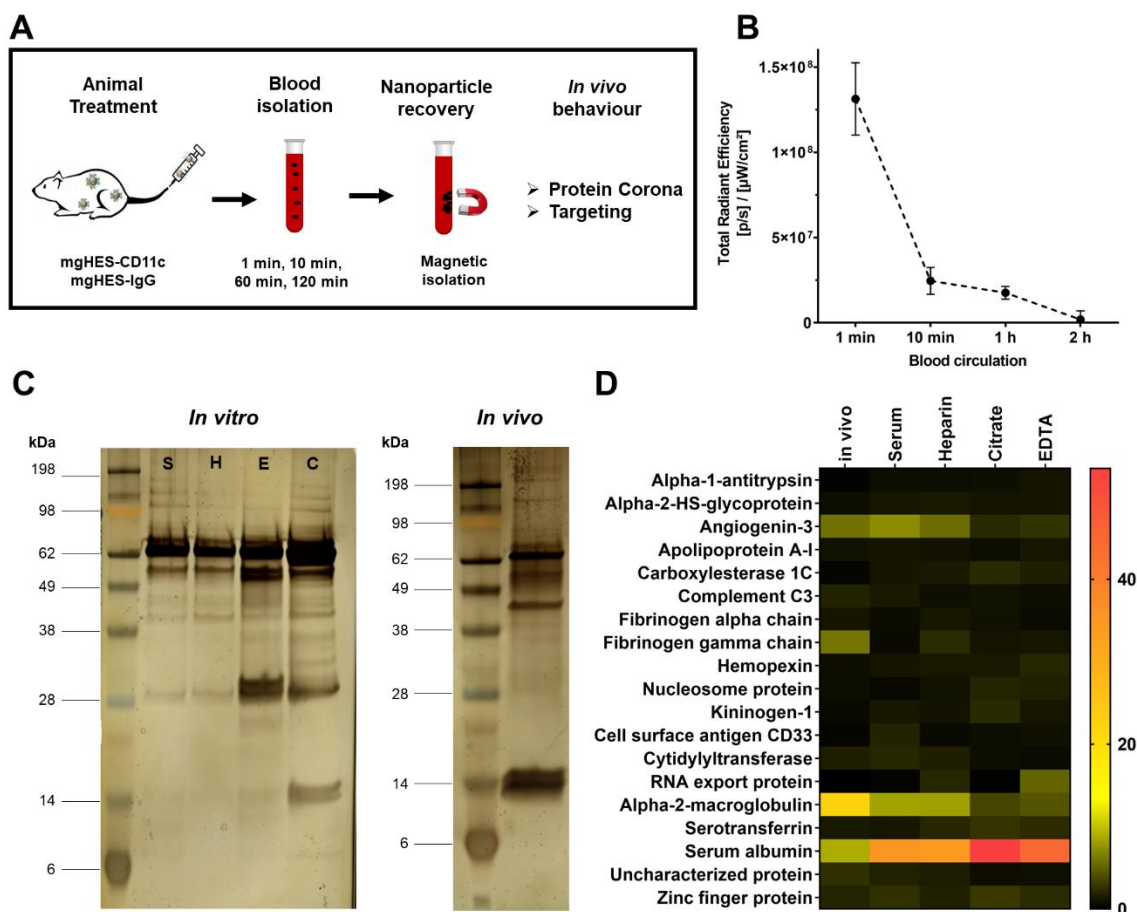 A
Animal
Treatment
Blood
isolation
Nanoparticle
recovery
In vivo
behaviour
➢ Protein Corona
➢ Targeting
mgHES-CD11c
mgHES-IgG
1 min, 10 min,
60 min, 120 min
Magnetic
isolation
B
Total Radiant Efficiency
[p/s] / [µW/cm²]
1.5×10⁸
1×10⁸
5×10⁷
0
1 min
10 min
1 h
2 h
Blood circulation
C
In vitro
kDa
198
98
62
49
38
28
14
6
S
H
E
C
In vivo
kDa
198
98
62
49
38
28
14
6
D
in vivo
Serum
Heparin
Citrate
EDTA
Alpha-1-antitrypsin
Alpha-2-HS-glycoprotein
Angiogenin-3
Apolipoprotein A-I
Carboxylesterase 1C
Complement C3
Fibrinogen alpha chain
Fibrinogen gamma chain
Hemopexin
Nucleosome protein
Kininogen-1
Cell surface antigen CD33
Cytidylyltransferase
RNA export protein
Alpha-2-macroglobulin
Serotransferrin
Serum albumin
Uncharacterized protein
Zinc finger protein
40
20
0